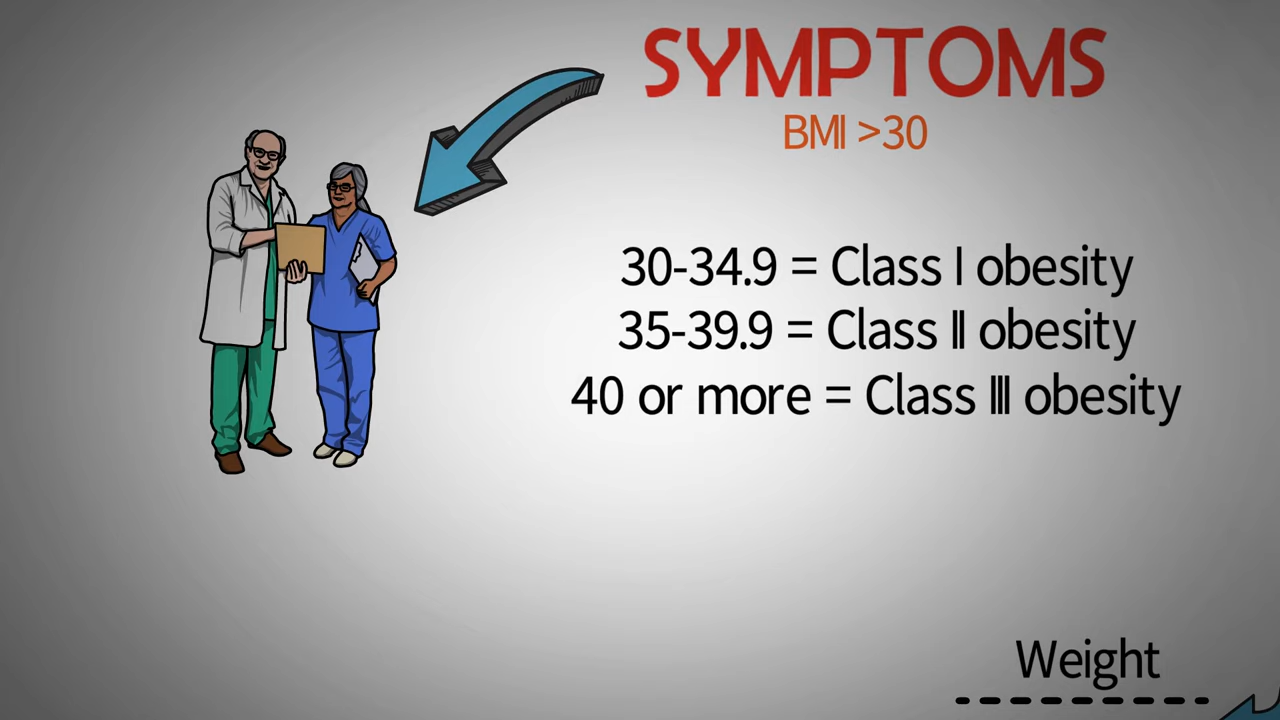 SYMPTOMS
BMI >30
30-34.9 = Class I obesity
35-39.9 = Class II obesity
40 or more = Class III obesity
Weight